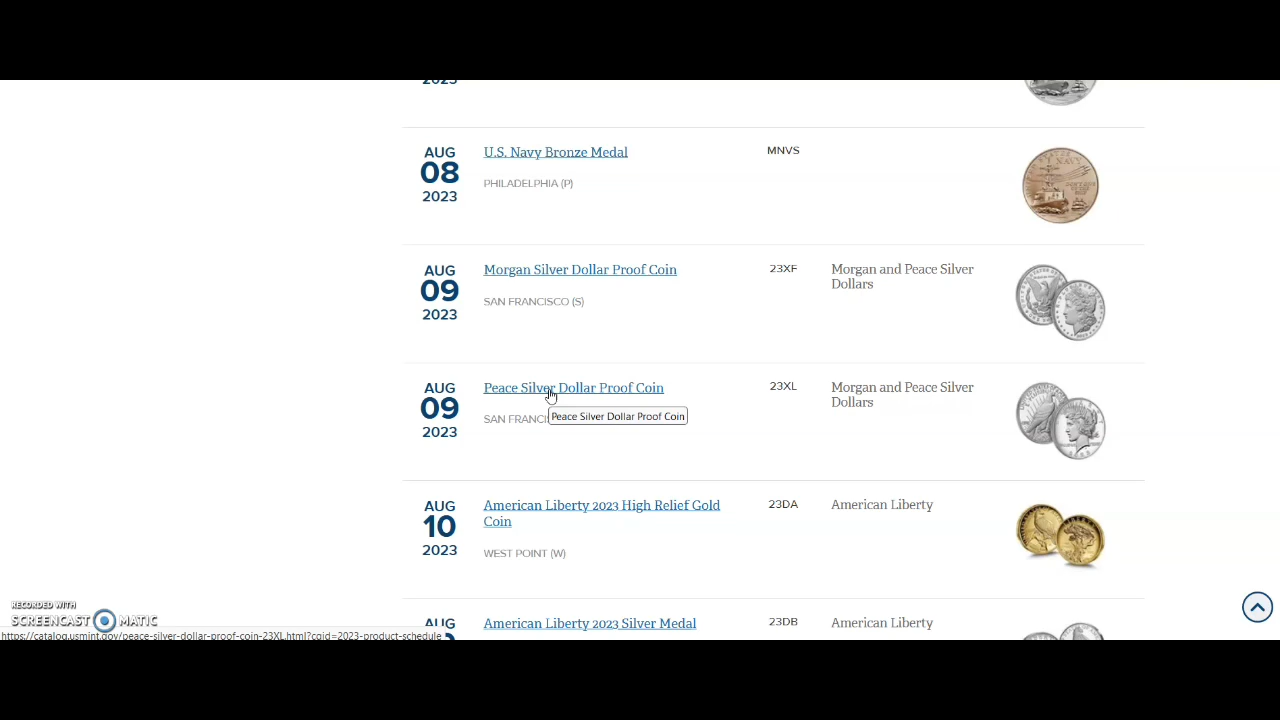 2023
AUG
08
2023
U.S. Navy Bronze Medal
PHILADELPHIA (P)
MNVS
AUG
09
2023
Morgan Silver Dollar Proof Coin
SAN FRANCISCO (S)
23XF
Morgan and Peace Silver
Dollars
AUG
09
2023
Peace Silver Dollar Proof Coin
SAN FRANCI
Peace Silver Dollar Proof Coin
23XL
Morgan and Peace Silver
Dollars
AUG
10
2023
American Liberty 2023 High Relief Gold
Coin
WEST POINT (W)
23DA
American Liberty
AUG
American Liberty 2023 Silver Medal
23DB
American Liberty
RECORDED WITH
SCREENCAST MATIC
https://catalog.usmint.gov/peace-silver-dollar-proof-coin-23XL.html?cgid=2023-product-schedule